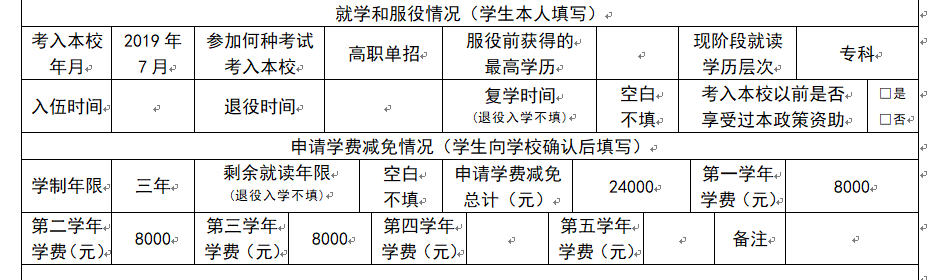 就学和服役情况（学生本人填写）
考入本校年月 2019年7月 参加何种考试考入本校 高职单招 服役前获得的最高学历 现阶段就读学历层次 专科
入伍时间 退役时间 复学时间（退役入学不填） 空白不填 考入本校以前是否享受过本政策资助 □是 □否
申请学费减免情况（学生向学校确认后填写）
学制年限 三年 剩余就读年限（退役入学不填） 空白不填 申请学费减免总计（元） 24000 第一学年学费（元） 8000
第二学年学费（元） 8000 第三学年学费（元） 8000 第四学年学费（元） 第五学年学费（元） 备注